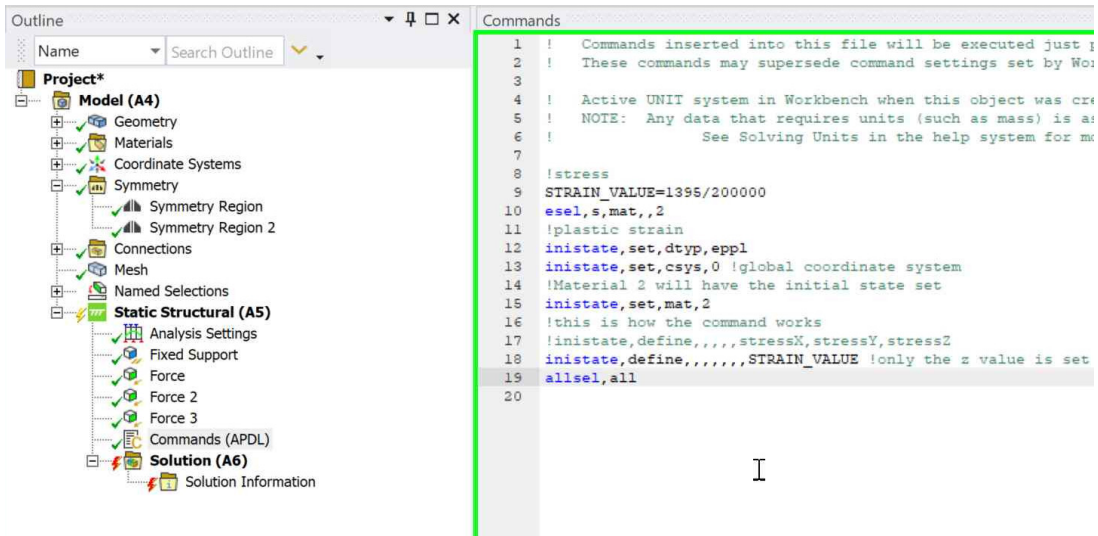 Outline
Name
Search Outline
Project*
Model (A4)
Geometry
Materials
Coordinate Systems
Symmetry
Symmetry Region
Symmetry Region 2
Connections
Mesh
Named Selections
Static Structural (A5)
Analysis Settings
Fixed Support
Force
Force 2
Force 3
Commands (APDL)
Solution (A6)
Solution Information
Commands
1 ! Commands inserted into this file will be executed just
2 ! These commands may supersede command settings set by
3
4 ! Active UNIT system in Workbench when this object was
5 ! NOTE: Any data that requires units (such as mass) is
6 ! See Solving Units in the help system for
7
8 !stress
9 STRAIN_VALUE=1395/200000
10 esel,s,mat,,2
11 !plastic strain
12 inistate,set,dtyp,eppl
13 inistate,set,csys,0 !global coordinate system
14 !Material 2 will have the initial state set
15 inistate,set,mat,2
16 !this is how the command works
17 !inistate,define,,,,,stressX,stressY,stressZ
18 inistate,define,,,,,,,STRAIN_VALUE !only the z value is set
19 allsel,all
20